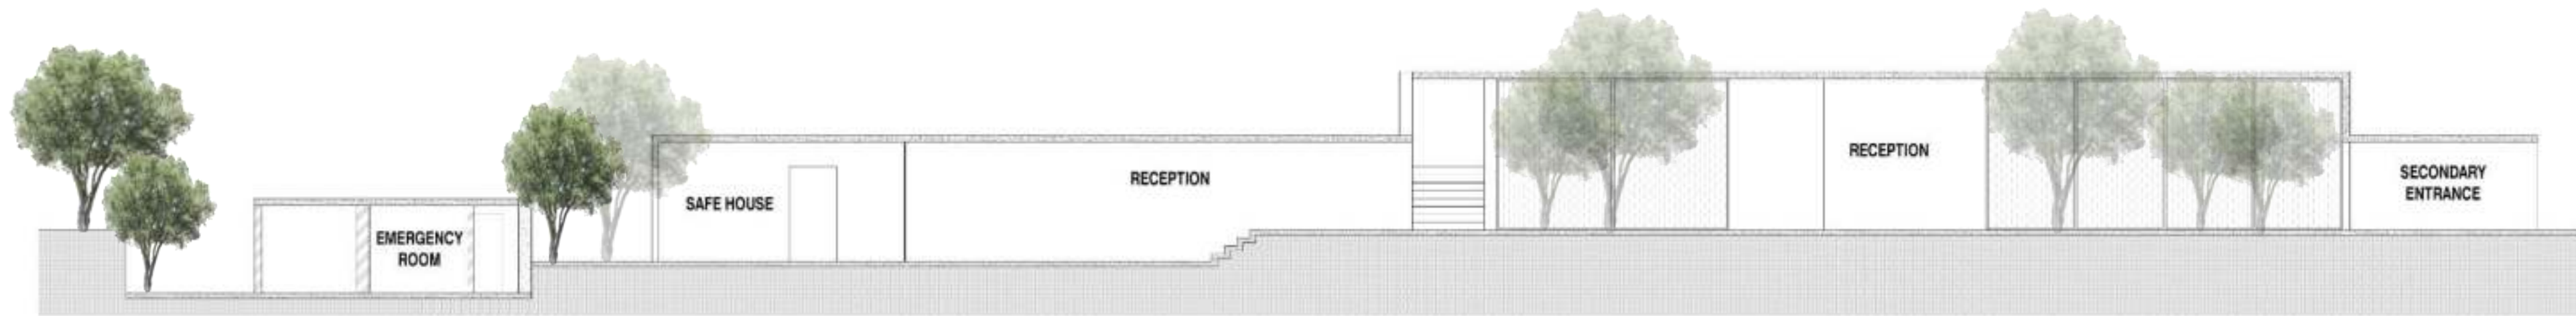 EMERGENCY
ROOM
SAFE HOUSE
RECEPTION
RECEPTION
SECONDARY
ENTRANCE